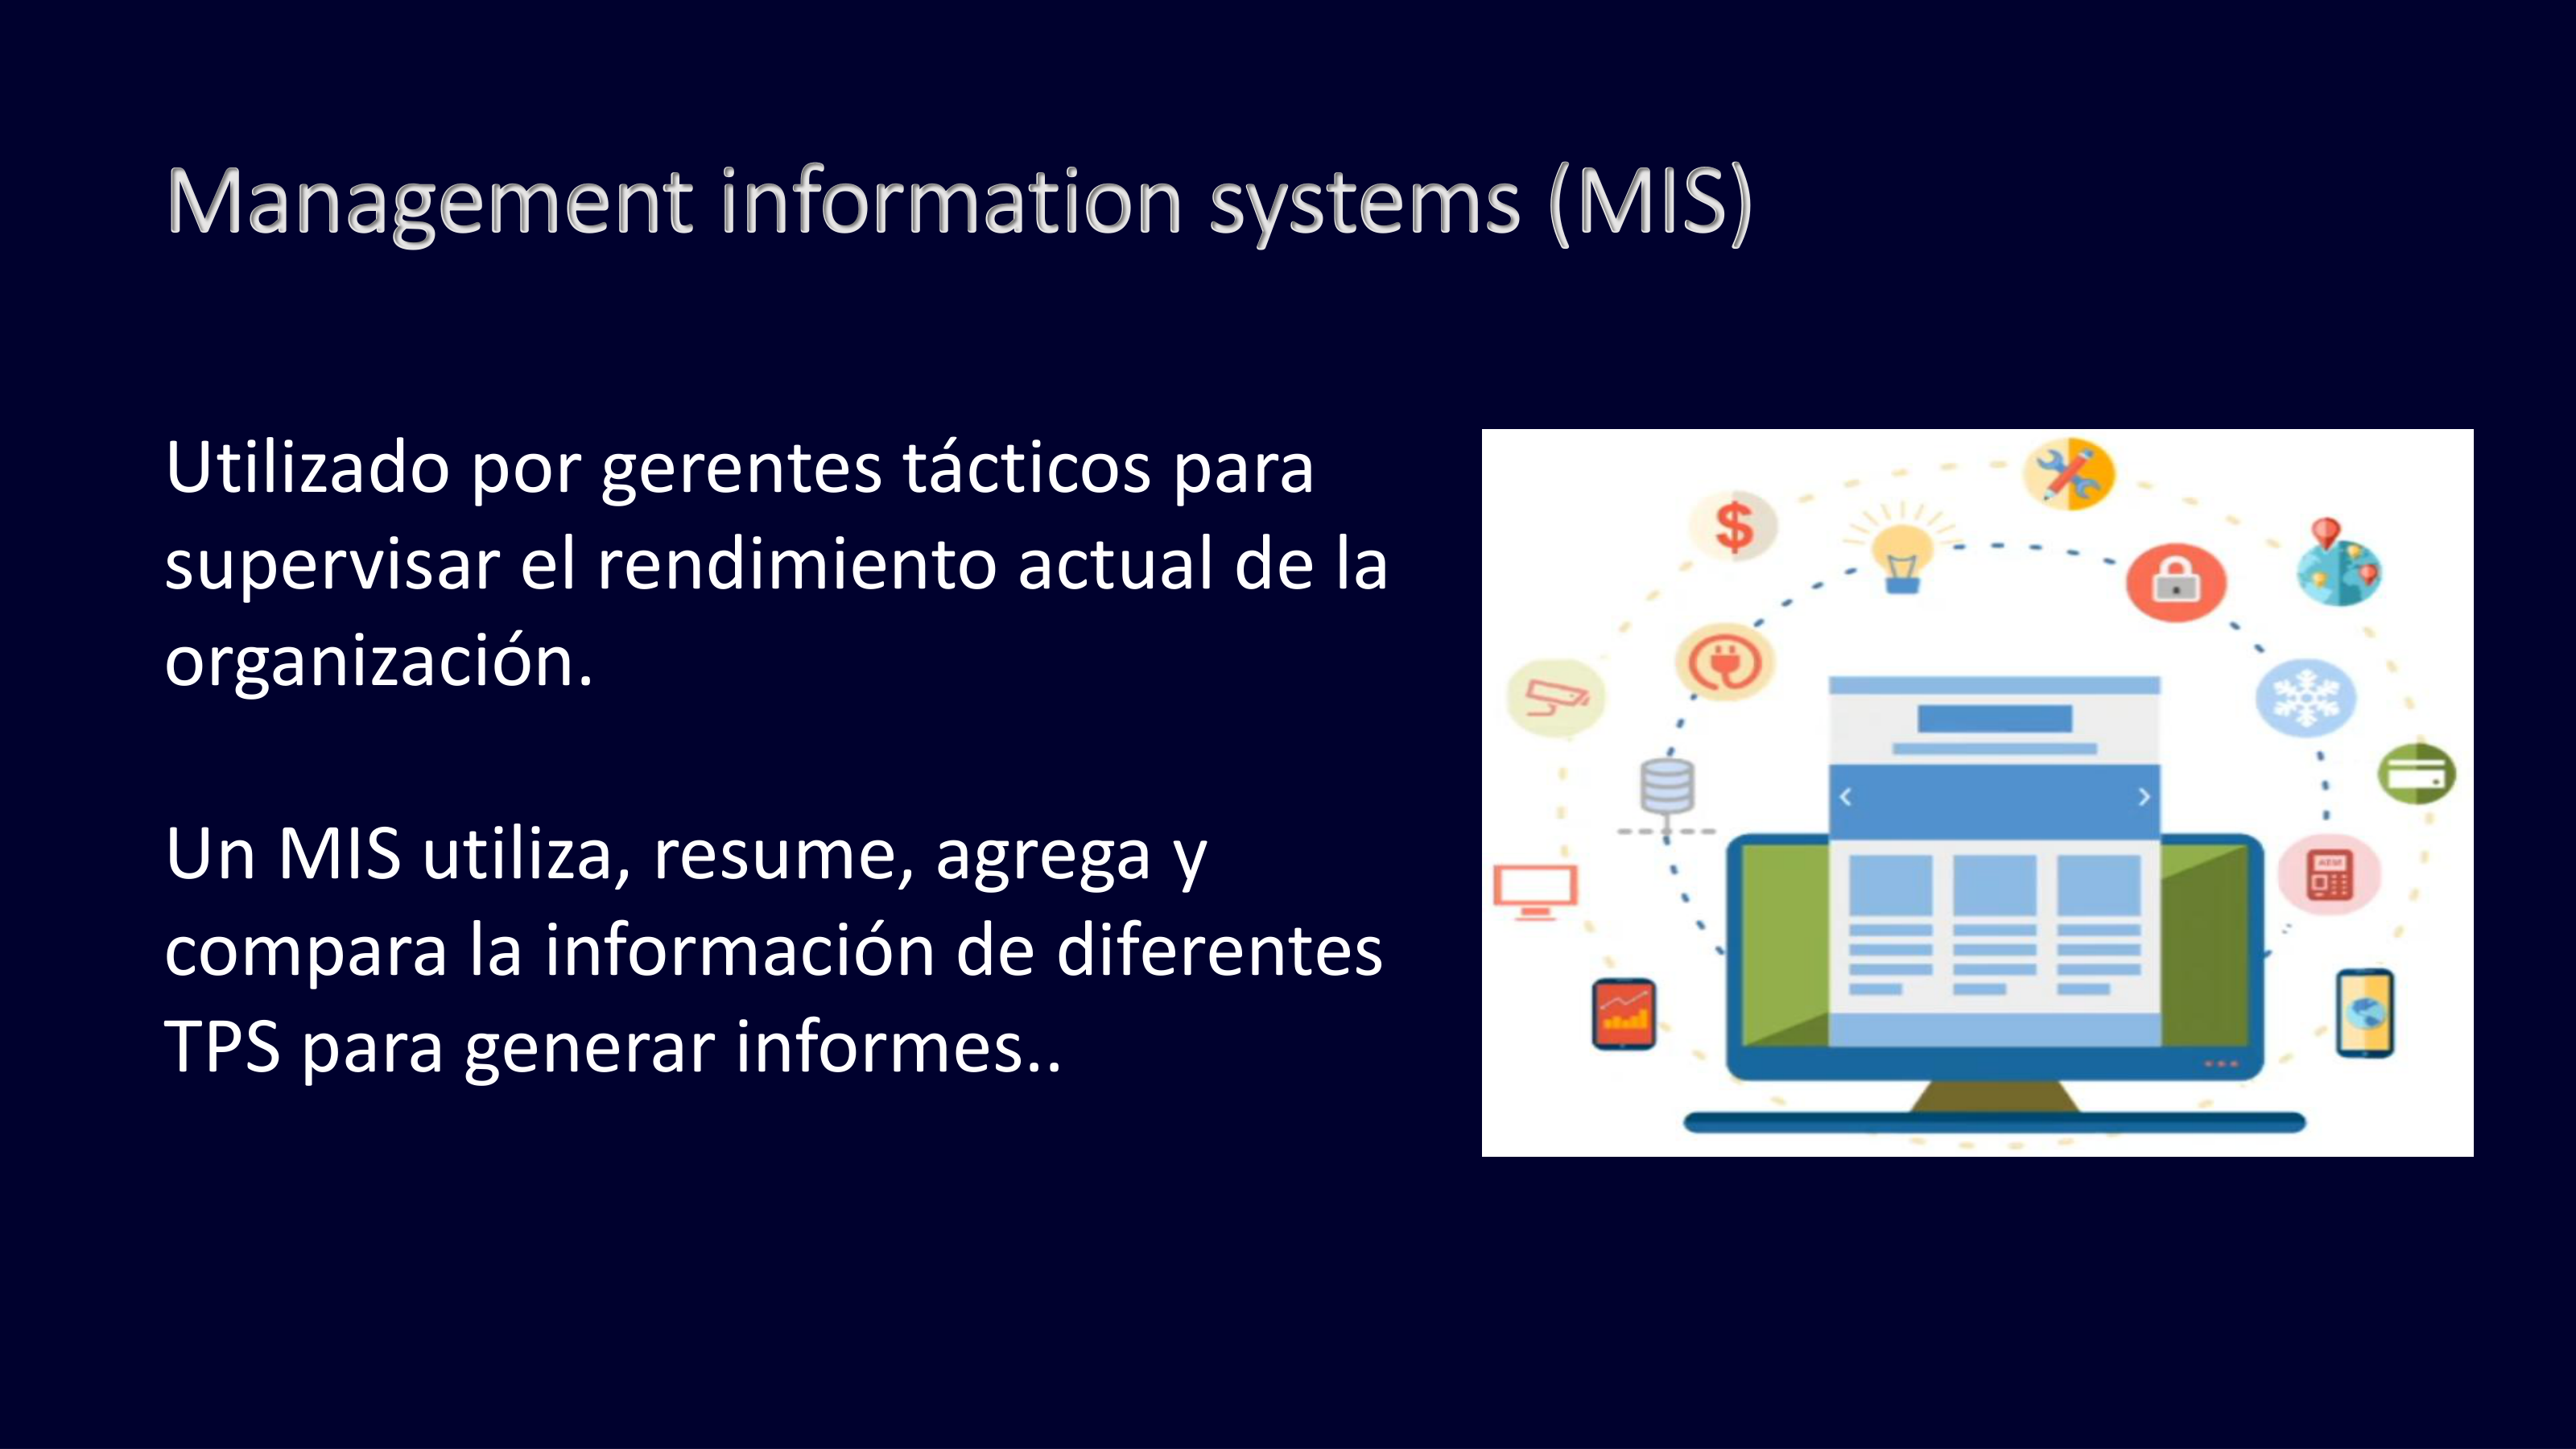 Management information systems (MIS)
Utilizado por gerentes tácticos para
supervisar el rendimiento actual de la
organización.
Un MIS utiliza, resume, agrega y
compara la información de diferentes
TPS para generar informes..
$